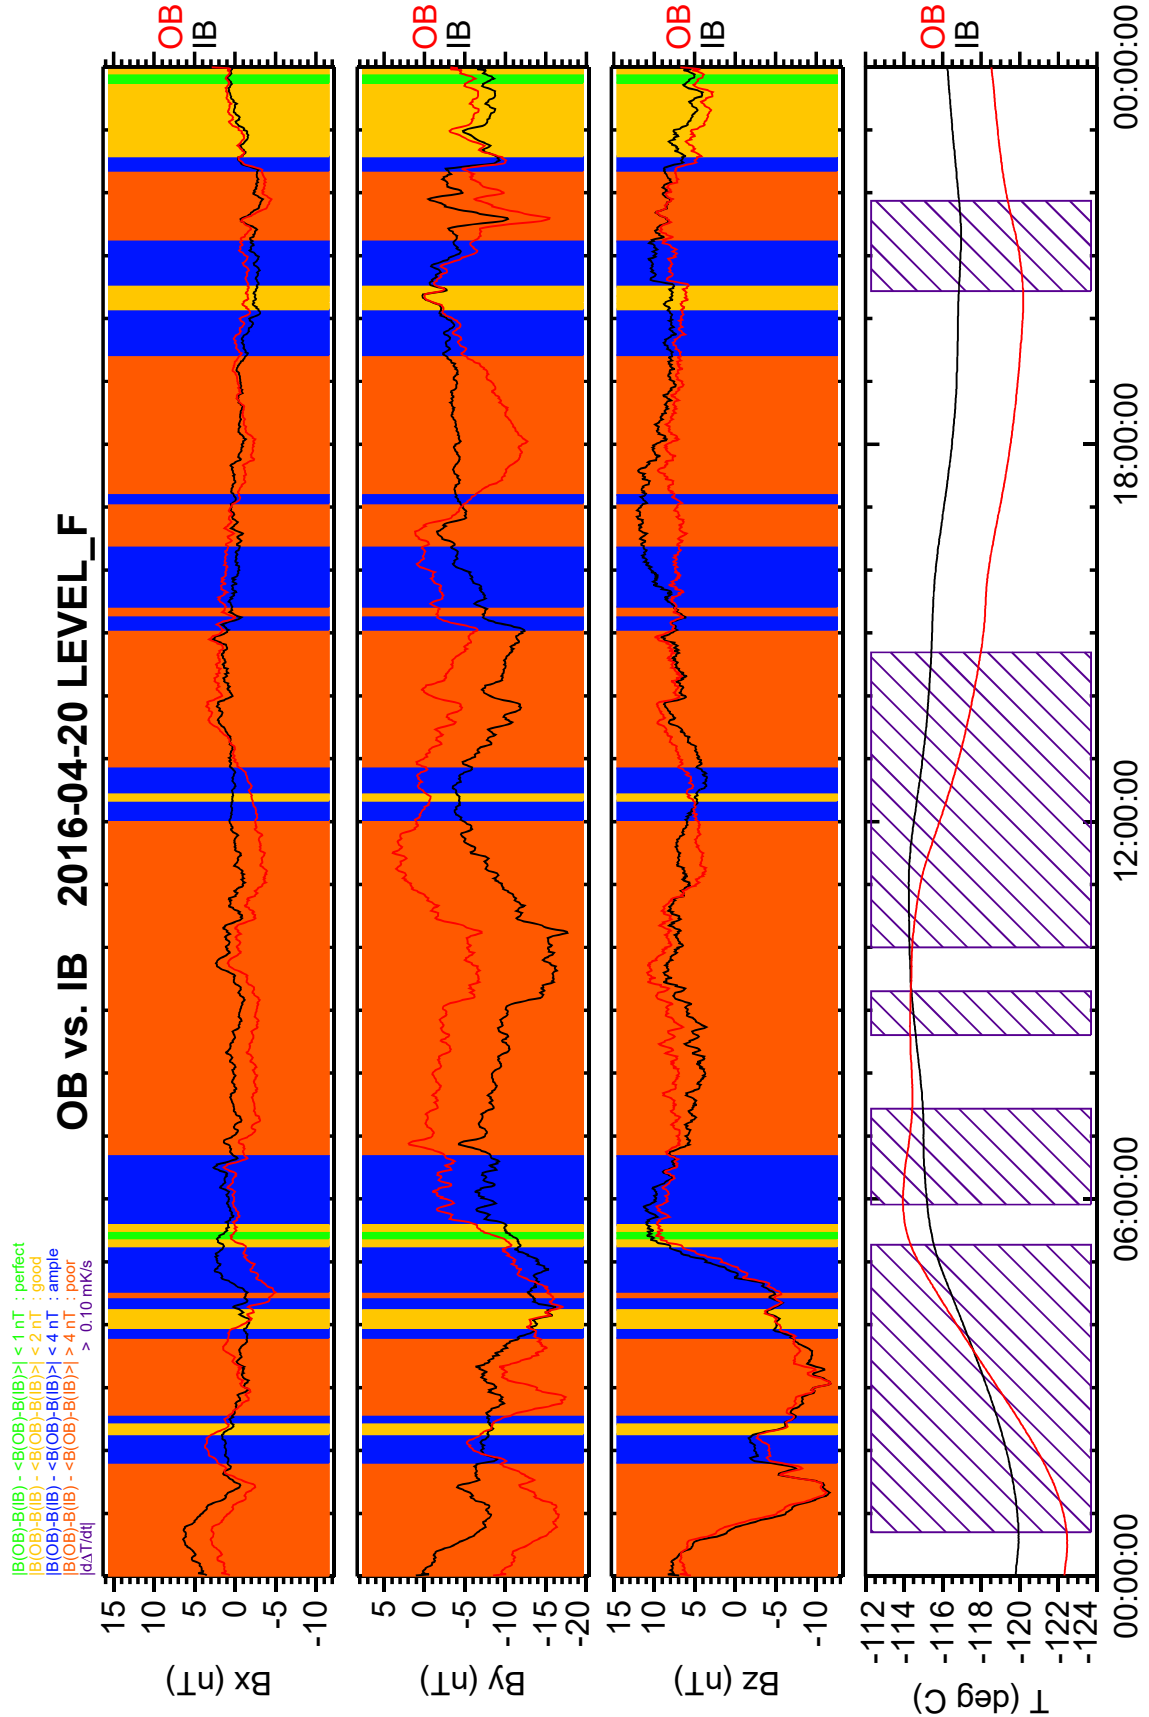 OB vs. IB 2016-04-20 LEVEL_F
|B(OB)-B(IB) - <B(OB)-B(IB)>| < 1 nT : perfect
|B(OB)-B(IB) - <B(OB)-B(IB)>| < 2 nT : good
|B(OB)-B(IB) - <B(OB)-B(IB)>| < 4 nT : ample
|B(OB)-B(IB) - <B(OB)-B(IB)>| > 4 nT : poor
|dΔT/dt| > 0.10 mK/s
Bx (nT)
15
10
5
0
-5
-10
OB
IB
By (nT)
5
0
-5
-10
-15
-20
OB
IB
Bz (nT)
15
10
5
0
-5
-10
OB
IB
T (deg C)
-112
-114
-116
-118
-120
-122
-124
OB
IB
00:00:00
06:00:00
12:00:00
18:00:00
00:00:00